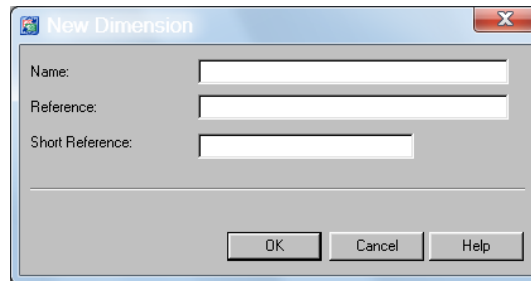 New Dimension
Name:
Reference:
Short Reference:
OK Cancel Help